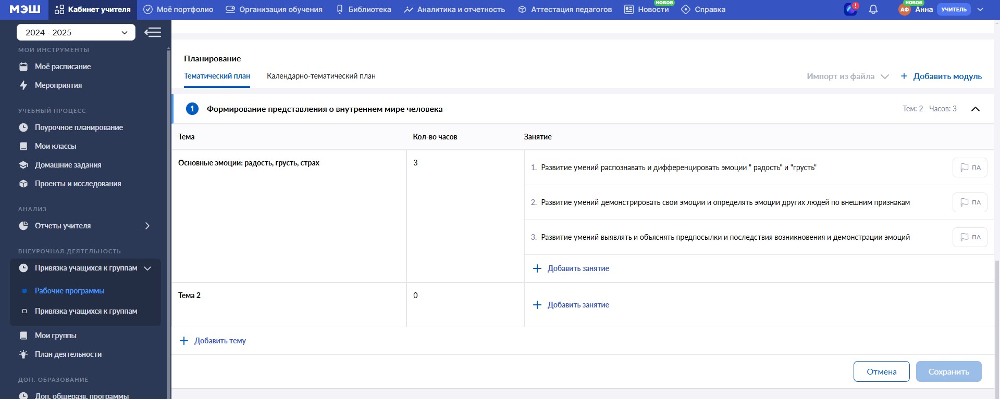 МЭШ
Кабинет учителя
Моё портфолио
Организация обучения
Библиотека
Аналитика и отчетность
Аттестация педагогов
Новости
новое
Справка
!
АФ
новое
Анна
УЧИТЕЛЬ
2024 - 2025
МОИ ИНСТРУМЕНТЫ
Моё расписание
Мероприятия
УЧЕБНЫЙ ПРОЦЕСС
Поурочное планирование
Мои классы
Домашние задания
Проекты и исследования
АНАЛИЗ
Отчеты учителя
ВНЕУРОЧНАЯ ДЕЯТЕЛЬНОСТЬ
Привязка учащихся к группам
Рабочие программы
Привязка учащихся к группам
Мои группы
План деятельности
ДОП. ОБРАЗОВАНИЕ
Доп. общеразв. программы
Планирование
Тематический план
Календарно-тематический план
Импорт из файла
+ Добавить модуль
1 Формирование представления о внутреннем мире человека
Тем: 2 Часов: 3
Тема Кол-во часов Занятие
Основные эмоции: радость, грусть, страх
3
1. Развитие умений распознавать и дифференцировать эмоции " радость" и "грусть"
ПА
2. Развитие умений демонстрировать свои эмоции и определять эмоции других людей по внешним признакам
ПА
3. Развитие умений выявлять и объяснять предпосылки и последствия возникновения и демонстрации эмоций
ПА
+ Добавить занятие
Тема 2
0
+ Добавить занятие
+ Добавить тему
Отмена
Сохранить